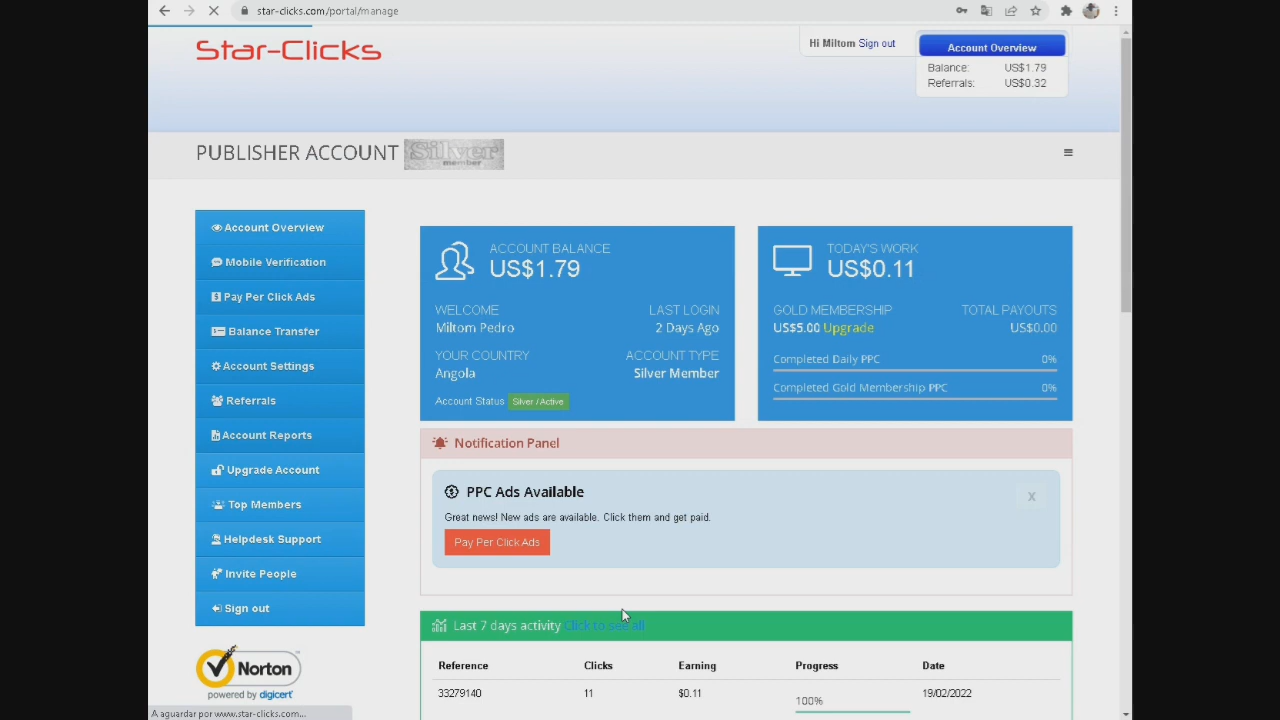 star-clicks.com/portal/manage
Star-Clicks
Hi Miltom Sign out
Account Overview
Balance: US$1.79
Referrals: US$0.32
PUBLISHER ACCOUNT Silver member
Account Overview
Mobile Verification
Pay Per Click Ads
Balance Transfer
Account Settings
Referrals
Account Reports
Upgrade Account
Top Members
Helpdesk Support
Invite People
Sign out
Norton
powered by digicert
ACCOUNT BALANCE
US$1.79
WELCOME LAST LOGIN
Miltom Pedro 2 Days Ago
YOUR COUNTRY ACCOUNT TYPE
Angola Silver Member
Account Status Silver / Active
TODAY'S WORK
US$0.11
GOLD MEMBERSHIP TOTAL PAYOUTS
US$5.00 Upgrade US$0.00
Completed Daily PPC 0%
Completed Gold Membership PPC 0%
Notification Panel
PPC Ads Available
x
Great news! New ads are available. Click them and get paid.
Pay Per Click Ads
Last 7 days activity Click to see all
Reference Clicks Earning Progress Date
33279140 11 $0.11 100% 19/02/2022
A aguardar por www.star-clicks.com...